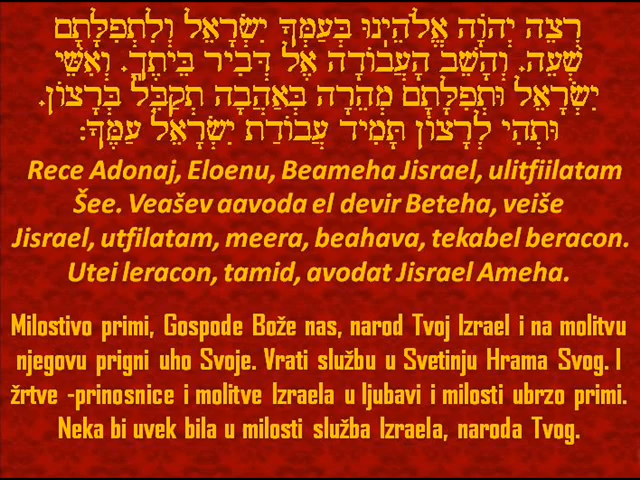 רְצֵה יְהוָֹה אֱלֹהֵינוּ בְּעַמְּךָ יִשְׂרָאֵל וְלִתְפִלָּתָם
שְׁעֵה. וְהָשֵׁב הָעֲבוֹדָה אֶל דְּבִיר בֵּיתֶךָ. וְאִשֵּׁי
יִשְׂרָאֵל וּתְפִלָּתָם מְהֵרָה בְּאַהֲבָה תְקַבֵּל בְּרָצוֹן.
וּתְהִי לְרָצוֹן תָּמִיד עֲבוֹדַת יִשְׂרָאֵל עַמֶּךָ:
Rece Adonaj, Eloenu, Beameha Jisrael, ulitfiilatam
Šee. Veašev aavoda el devir Beteha, veiše
Jisrael, utfilatam, meera, beahava, tekabel beracon.
Utei leracon, tamid, avodat Jisrael Ameha.
Milostivo primi, Gospode Bože nas, narod Tvoj Izrael i na molitvu
njegovu prigni uho Svoje. Vrati službu u Svetinju Hrama Svog. I
žrtve -prinosnice i molitve Izraela u ljubavi i milosti ubrzo primi.
Neka bi uvek bila u milosti služba Izraela, naroda Tvog.